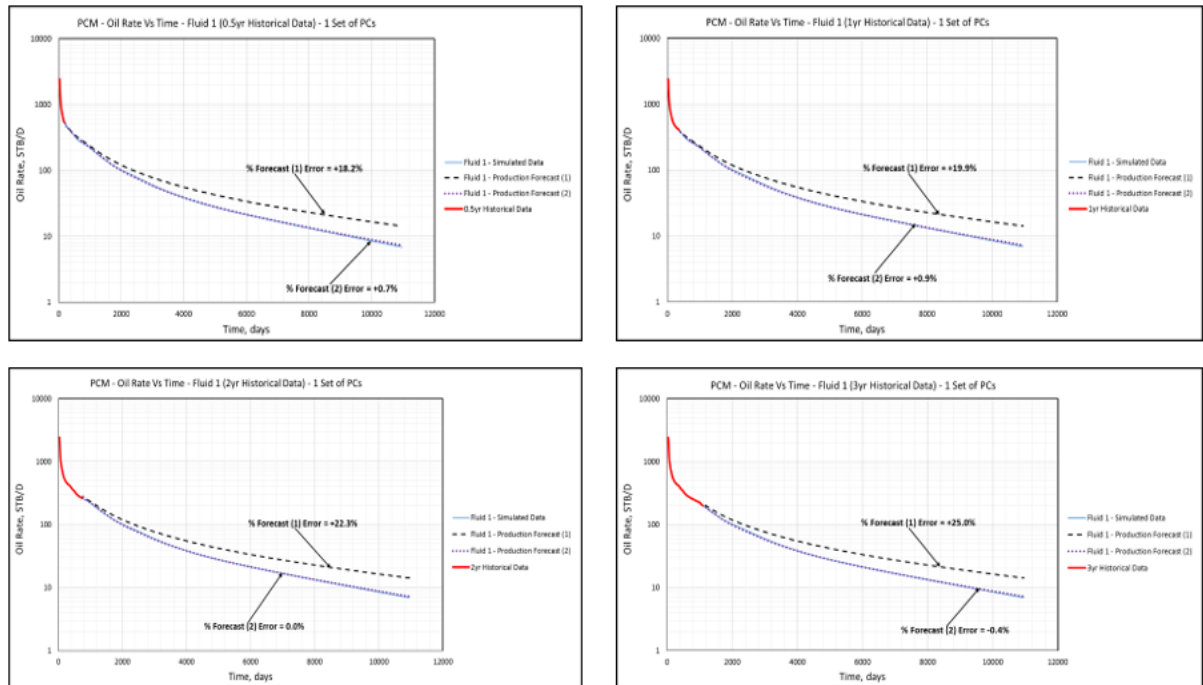 PCM - Oil Rate Vs Time - Fluid 1 (0.5yr Historical Data) - 1 Set of PCs
10000
1000
100
10
1
Oil Rate, STB/D
% Forecast (1) Error = +18.2%
% Forecast (2) Error = +0.7%
0
2000
4000
6000
8000
10000
12000
Time, days
Fluid 1 - Simulated Data
Fluid 1 - Production Forecast (1)
Fluid 1 - Production Forecast (2)
0.5yr Historical Data
PCM - Oil Rate Vs Time - Fluid 1 (1yr Historical Data) - 1 Set of PCs
10000
1000
100
10
1
Oil Rate, STB/D
% Forecast (1) Error = +19.9%
% Forecast (2) Error = +0.9%
0
2000
4000
6000
8000
10000
12000
Time, days
Fluid 1 - Simulated Data
Fluid 1 - Production Forecast (1)
Fluid 1 - Production Forecast (2)
1yr Historical Data
PCM - Oil Rate Vs Time - Fluid 1 (2yr Historical Data) - 1 Set of PCs
10000
1000
100
10
1
Oil Rate, STB/D
% Forecast (1) Error = +22.3%
% Forecast (2) Error = 0.0%
0
2000
4000
6000
8000
10000
12000
Time, days
Fluid 1 - Simulated Data
Fluid 1 - Production Forecast (1)
Fluid 1 - Production Forecast (2)
2yr Historical Data
PCM - Oil Rate Vs Time - Fluid 1 (3yr Historical Data) - 1 Set of PCs
10000
1000
100
10
1
Oil Rate, STB/D
% Forecast (1) Error = +25.0%
% Forecast (2) Error = -0.4%
0
2000
4000
6000
8000
10000
12000
Time, days
Fluid 1 - Simulated Data
Fluid 1 - Production Forecast (1)
Fluid 1 - Production Forecast (2)
3yr Historical Data